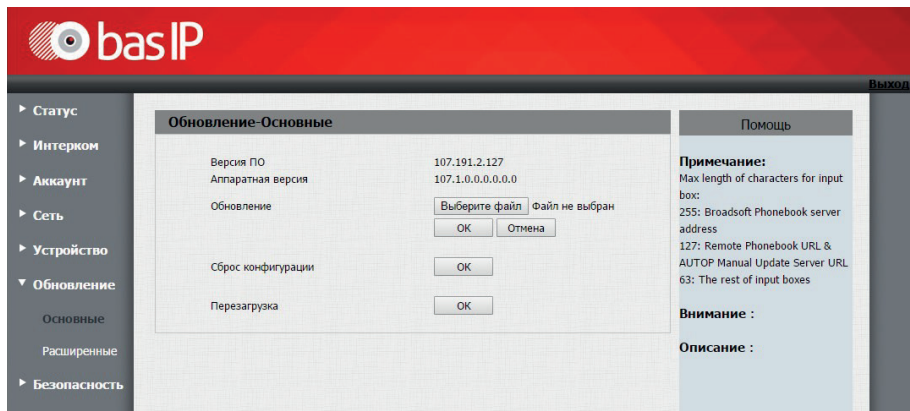 bas IP
Выход
Статус
Интерком
Аккаунт
Сеть
Устройство
Обновление
Основные
Расширенные
Безопасность
Обновление-Основные
Версия ПО 107.191.2.127
Аппаратная версия 107.1.0.0.0.0.0.0
Обновление Выберите файл Файл не выбран
OK Отмена
Сброс конфигурации OK
Перезагрузка OK
Помощь
Примечание:
Max length of characters for input
box:
255: Broadsoft Phonebook server
address
127: Remote Phonebook URL &
AUTOP Manual Update Server URL
63: The rest of input boxes
Внимание :
Описание :